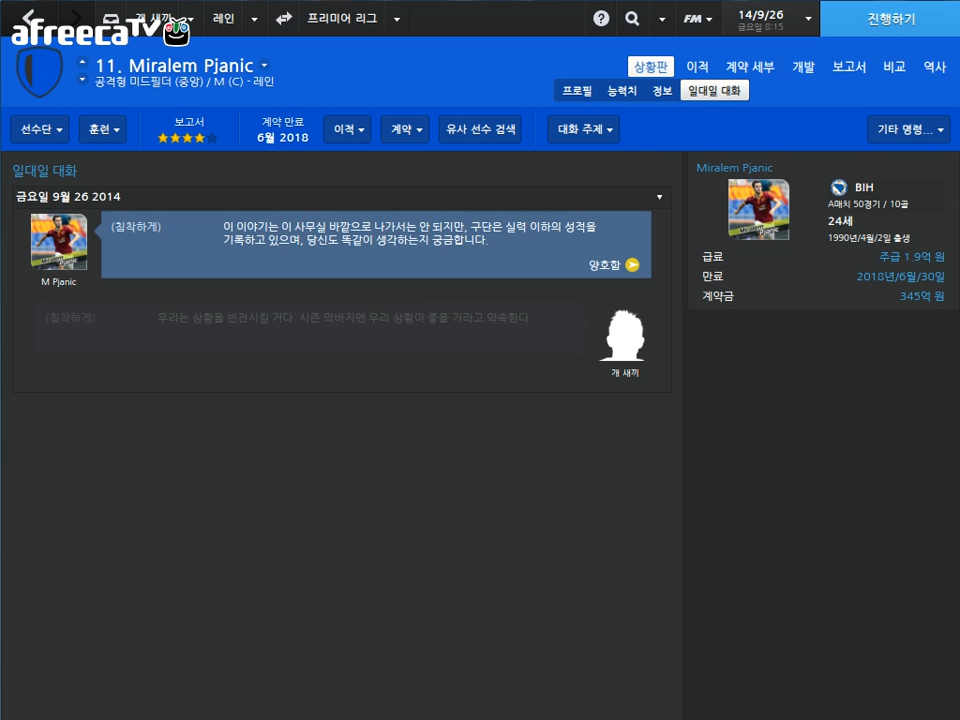 afreecaTV
개 새끼
레인
프리미어 리그
FM
14/9/26
금요일 8:15
진행하기
11. Miralem Pjanic
공격형 미드필더 (중앙) / M (C) - 레인
상황판 이적 계약 세부 개발 보고서 비교 역사
프로필 능력치 정보 일대일 대화
선수단
훈련
보고서
계약 만료
6월 2018
이적
계약
유사 선수 검색
대화 주제
기타 명령...
일대일 대화
금요일 9월 26 2014
(침착하게)
이 이야기는 이 사무실 바깥으로 나가서는 안 되지만, 구단은 실력 이하의 성적을
기록하고 있으며, 당신도 똑같이 생각하는지 궁금합니다.
양호함
M Pjanic
(침착하게)
우리는 상황을 반전시킬 거다. 시즌 막바지엔 우리 상황이 좋을 거라고 약속한다.
개 새끼
Miralem Pjanic
BIH
A매치 50경기 / 10골
24세
1990년/4월/2일 출생
급료 주급 1.9억 원
만료 2018년/6월/30일
계약금 345억 원